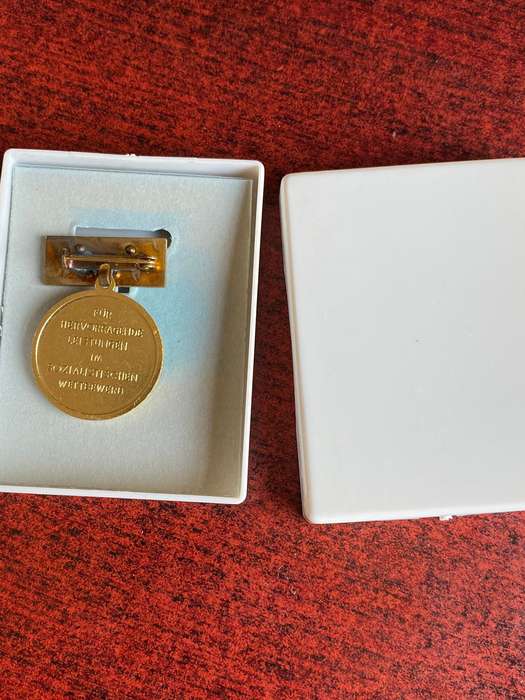 FÜR
HERVORRAGENDE
LEISTUNGEN
IM
SOZIALISTISCHEN
WETTBEWERB